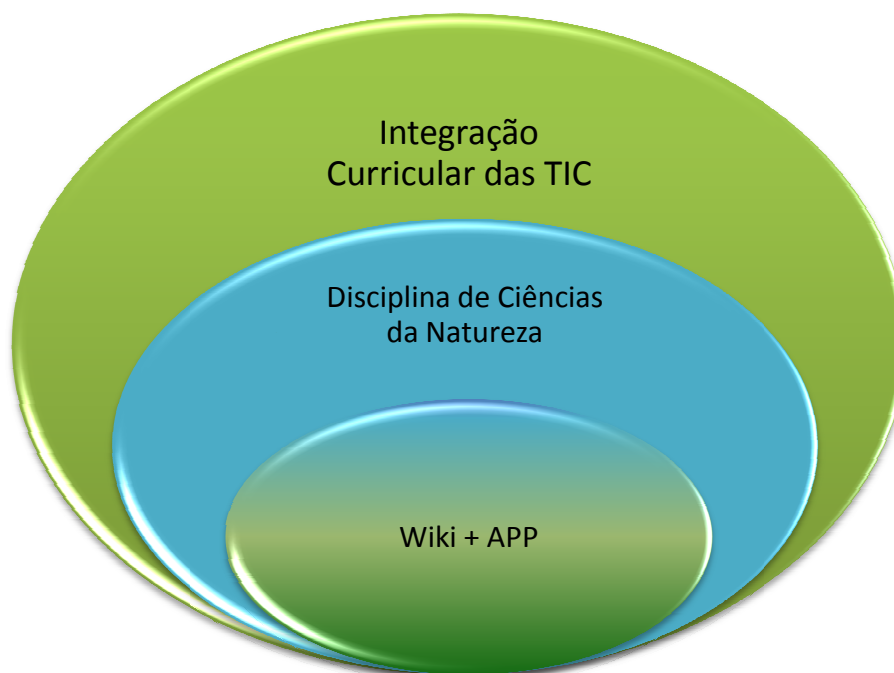 Integração
Curricular das TIC
Disciplina de Ciências
da Natureza
Wiki + APP